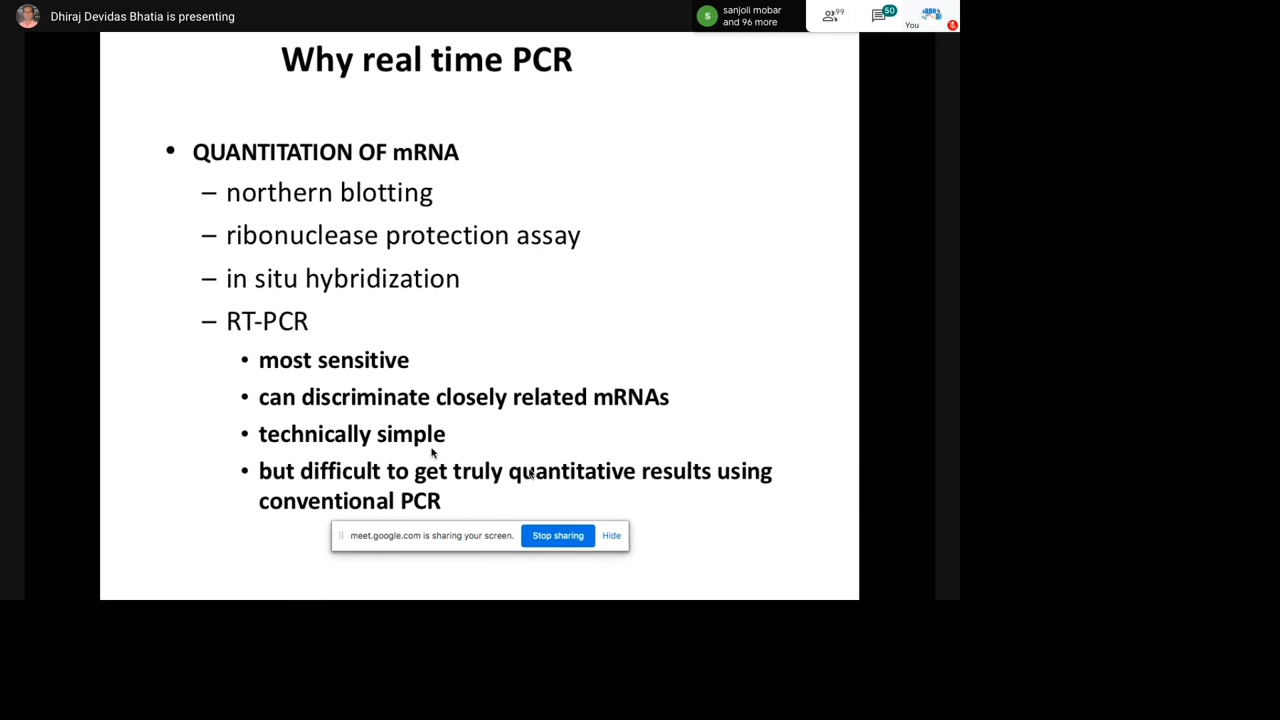 Dhiraj Devidas Bhatia is presenting
S
sanjoli mobar
and 96 more
99
50
You
Why real time PCR
• QUANTITATION OF mRNA
– northern blotting
– ribonuclease protection assay
– in situ hybridization
– RT-PCR
• most sensitive
• can discriminate closely related mRNAs
• technically simple
• but difficult to get truly quantitative results using
conventional PCR
meet.google.com is sharing your screen. Stop sharing Hide